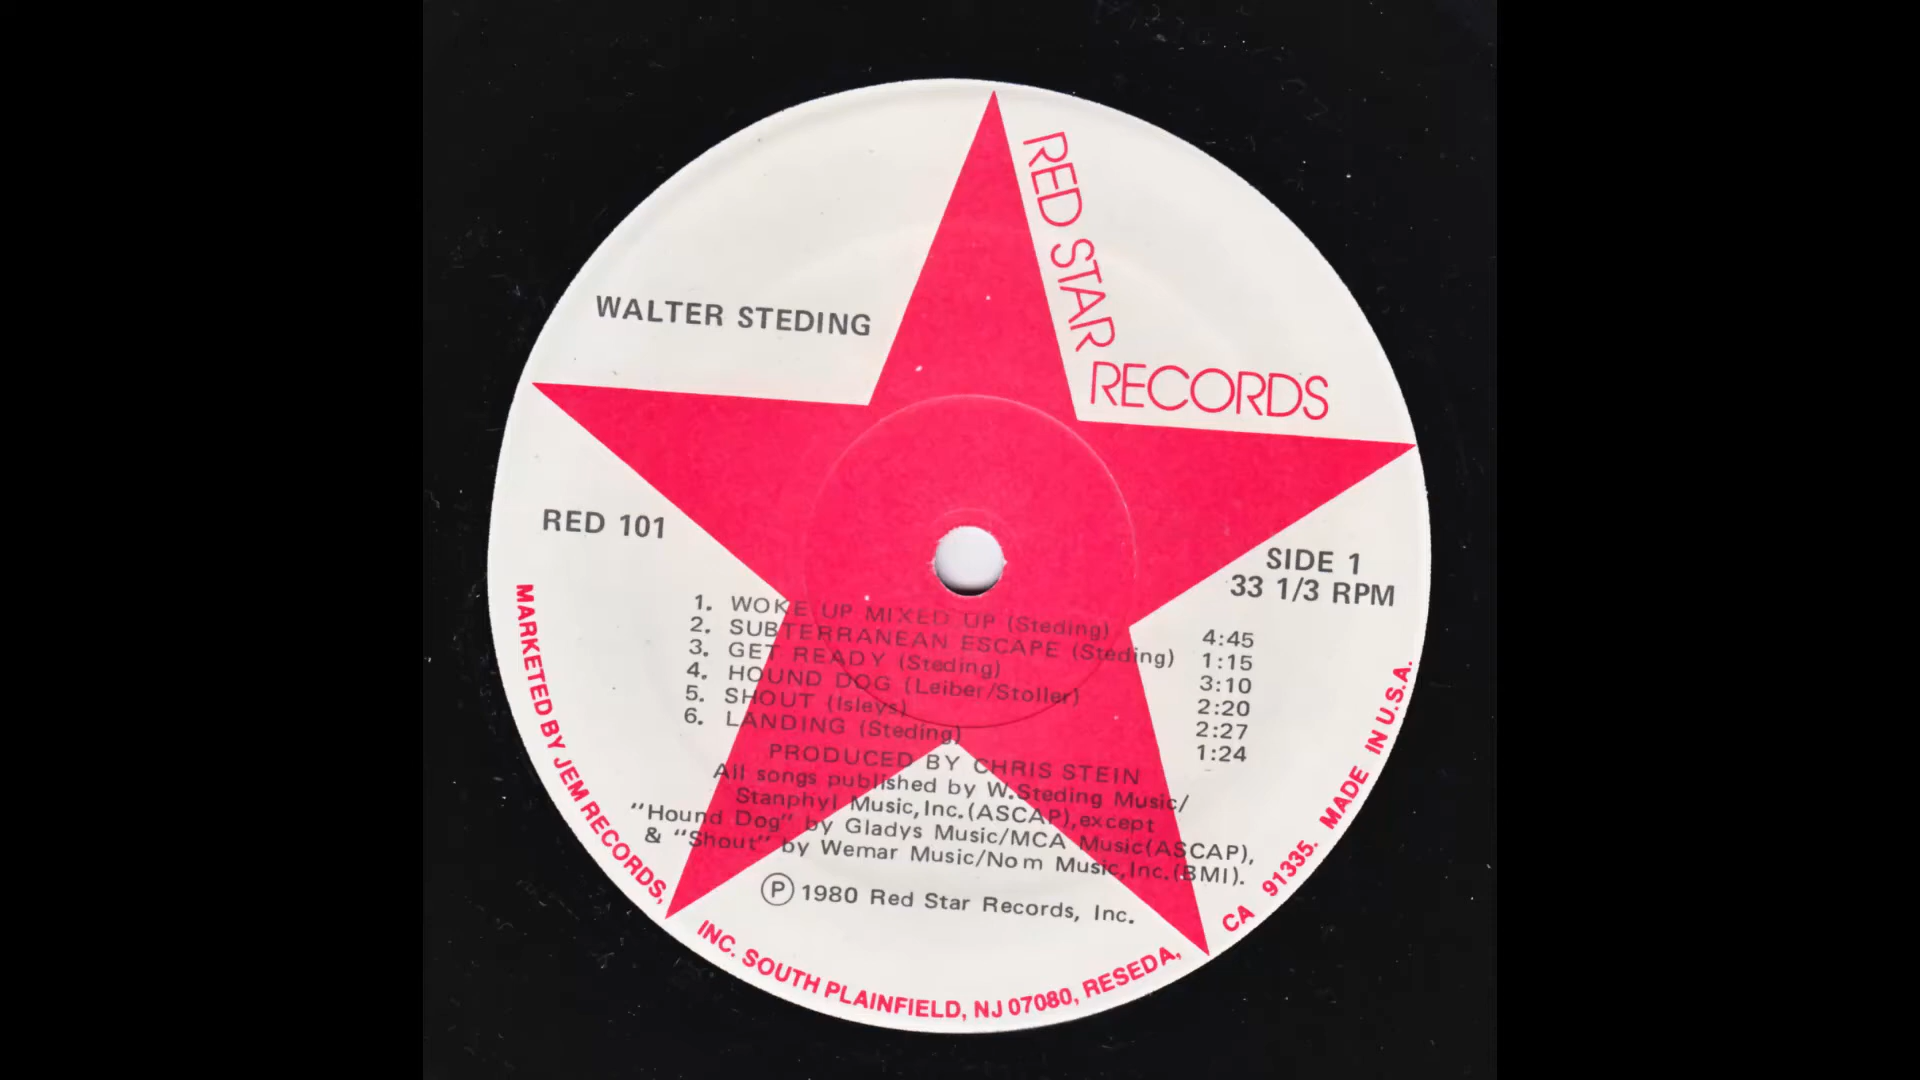 RED STAR
RECORDS
WALTER STEDING
RED 101
SIDE 1
33 1/3 RPM
1. WOKE UP MIXED UP (Steding) 4:45
2. SUBTERRANEAN ESCAPE (Steding) 1:15
3. GET READY (Steding) 3:10
4. HOUND DOG (Leiber/Stoller) 2:20
5. SHOUT (Isleys) 2:27
6. LANDING (Steding) 1:24
PRODUCED BY CHRIS STEIN
All songs published by W.Steding Music/
Stanphyl Music,Inc.(ASCAP),except
"Hound Dog" by Gladys Music/MCA Music(ASCAP),
& "Shout" by Wemar Music/Nom Music,Inc.(BMI).
Ⓟ 1980 Red Star Records, Inc.
MARKETED BY JEM RECORDS, INC. SOUTH PLAINFIELD, NJ 07080, RESEDA, CA 91335. MADE IN U.S.A.